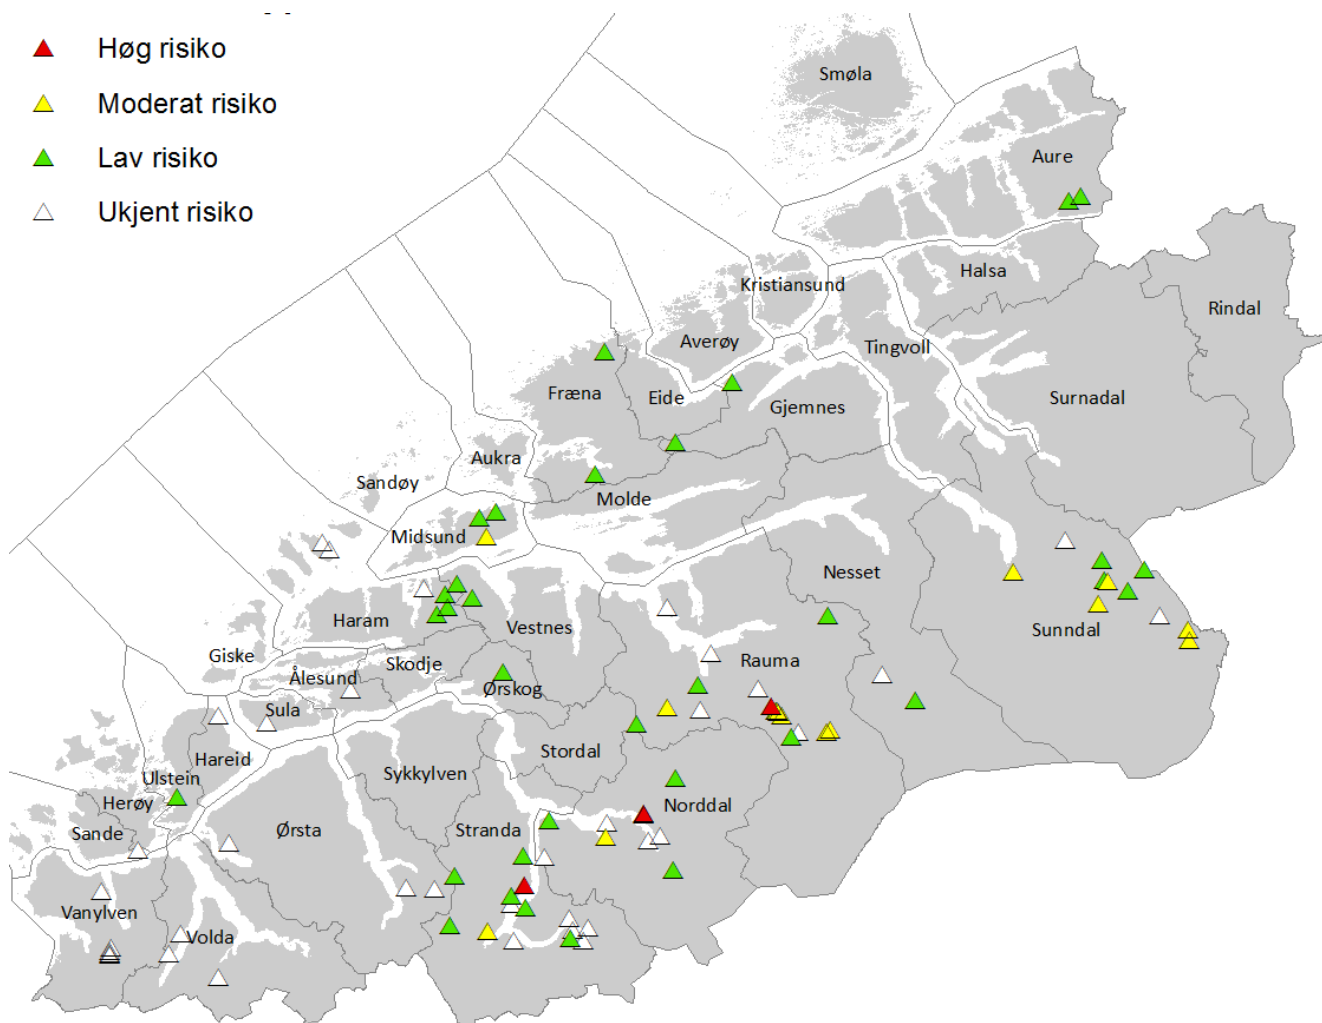 Høg risiko
Moderat risiko
Lav risiko
Ukjent risiko
Smøla
Aure
Halsa
Kristiansund
Rindal
Averøy
Tingvoll
Fræna
Eide
Gjemnes
Surnadal
Aukra
Sandøy
Molde
Midsund
Nesset
Haram
Vestnes
Sunndal
Giske
Skodje
Rauma
Ålesund
Ørskog
Sula
Hareid
Stordal
Sykkylven
Ulstein
Herøy
Norddal
Sande
Ørsta
Stranda
Vanylven
Volda